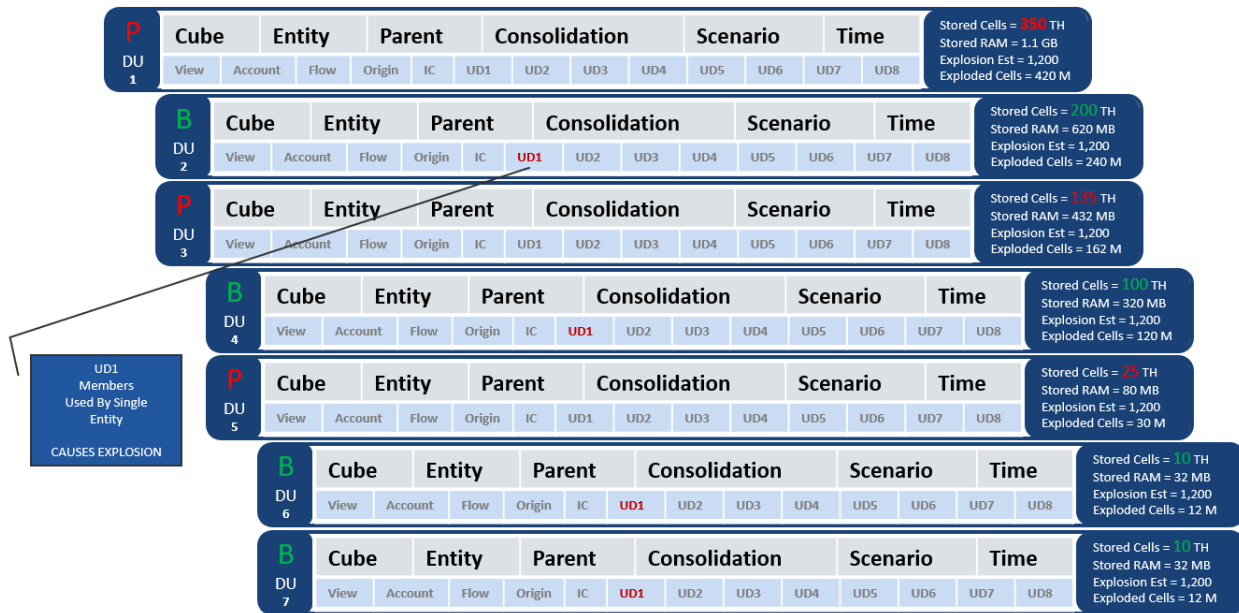 P
DU
1
Cube Entity Parent Consolidation Scenario Time
View Account Flow Origin IC UD1 UD2 UD3 UD4 UD5 UD6 UD7 UD8
Stored Cells = 350 TH
Stored RAM = 1.1 GB
Explosion Est = 1,200
Exploded Cells = 420 M
B
DU
2
Cube Entity Parent Consolidation Scenario Time
View Account Flow Origin IC UD1 UD2 UD3 UD4 UD5 UD6 UD7 UD8
Stored Cells = 200 TH
Stored RAM = 620 MB
Explosion Est = 1,200
Exploded Cells = 240 M
P
DU
3
Cube Entity Parent Consolidation Scenario Time
View Account Flow Origin IC UD1 UD2 UD3 UD4 UD5 UD6 UD7 UD8
Stored Cells = 135 TH
Stored RAM = 432 MB
Explosion Est = 1,200
Exploded Cells = 162 M
B
DU
4
Cube Entity Parent Consolidation Scenario Time
View Account Flow Origin IC UD1 UD2 UD3 UD4 UD5 UD6 UD7 UD8
Stored Cells = 100 TH
Stored RAM = 320 MB
Explosion Est = 1,200
Exploded Cells = 120 M
UD1
Members
Used By Single
Entity
CAUSES EXPLOSION
P
DU
5
Cube Entity Parent Consolidation Scenario Time
View Account Flow Origin IC UD1 UD2 UD3 UD4 UD5 UD6 UD7 UD8
Stored Cells = 25 TH
Stored RAM = 80 MB
Explosion Est = 1,200
Exploded Cells = 30 M
B
DU
6
Cube Entity Parent Consolidation Scenario Time
View Account Flow Origin IC UD1 UD2 UD3 UD4 UD5 UD6 UD7 UD8
Stored Cells = 10 TH
Stored RAM = 32 MB
Explosion Est = 1,200
Exploded Cells = 12 M
B
DU
7
Cube Entity Parent Consolidation Scenario Time
View Account Flow Origin IC UD1 UD2 UD3 UD4 UD5 UD6 UD7 UD8
Stored Cells = 10 TH
Stored RAM = 32 MB
Explosion Est = 1,200
Exploded Cells = 12 M